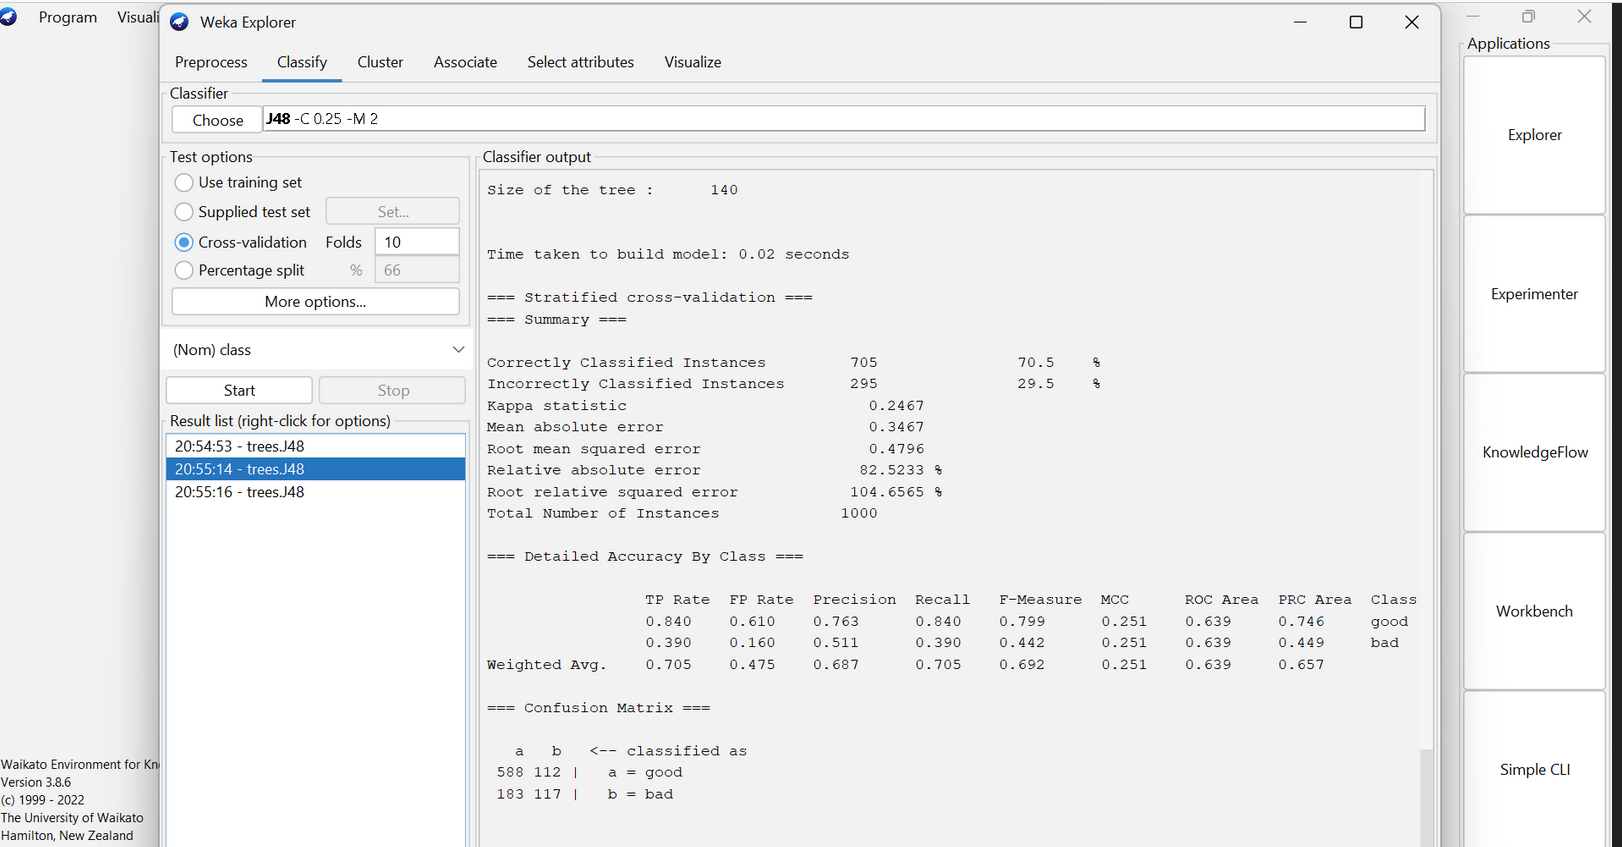 Program Visuali
Weka Explorer
Preprocess Classify Cluster Associate Select attributes Visualize
Classifier
Choose J48 -C 0.25 -M 2
Test options
Use training set
Supplied test set Set...
Cross-validation Folds 10
Percentage split % 66
More options...
(Nom) class
Start Stop
Result list (right-click for options)
20:54:53 - trees.J48
20:55:14 - trees.J48
20:55:16 - trees.J48
Classifier output
Size of the tree : 140
Time taken to build model: 0.02 seconds
=== Stratified cross-validation ===
=== Summary ===
Correctly Classified Instances 705 70.5 %
Incorrectly Classified Instances 295 29.5 %
Kappa statistic 0.2467
Mean absolute error 0.3467
Root mean squared error 0.4796
Relative absolute error 82.5233 %
Root relative squared error 104.6565 %
Total Number of Instances 1000
=== Detailed Accuracy By Class ===
TP Rate FP Rate Precision Recall F-Measure MCC ROC Area PRC Area Class
0.840 0.610 0.763 0.840 0.799 0.251 0.639 0.746 good
0.390 0.160 0.511 0.390 0.442 0.251 0.639 0.449 bad
Weighted Avg. 0.705 0.475 0.687 0.705 0.692 0.251 0.639 0.657
=== Confusion Matrix ===
a b <-- classified as
588 112 | a = good
183 117 | b = bad
Applications
Explorer
Experimenter
KnowledgeFlow
Workbench
Simple CLI
Waikato Environment for Kn
Version 3.8.6
(c) 1999 - 2022
The University of Waikato
Hamilton, New Zealand